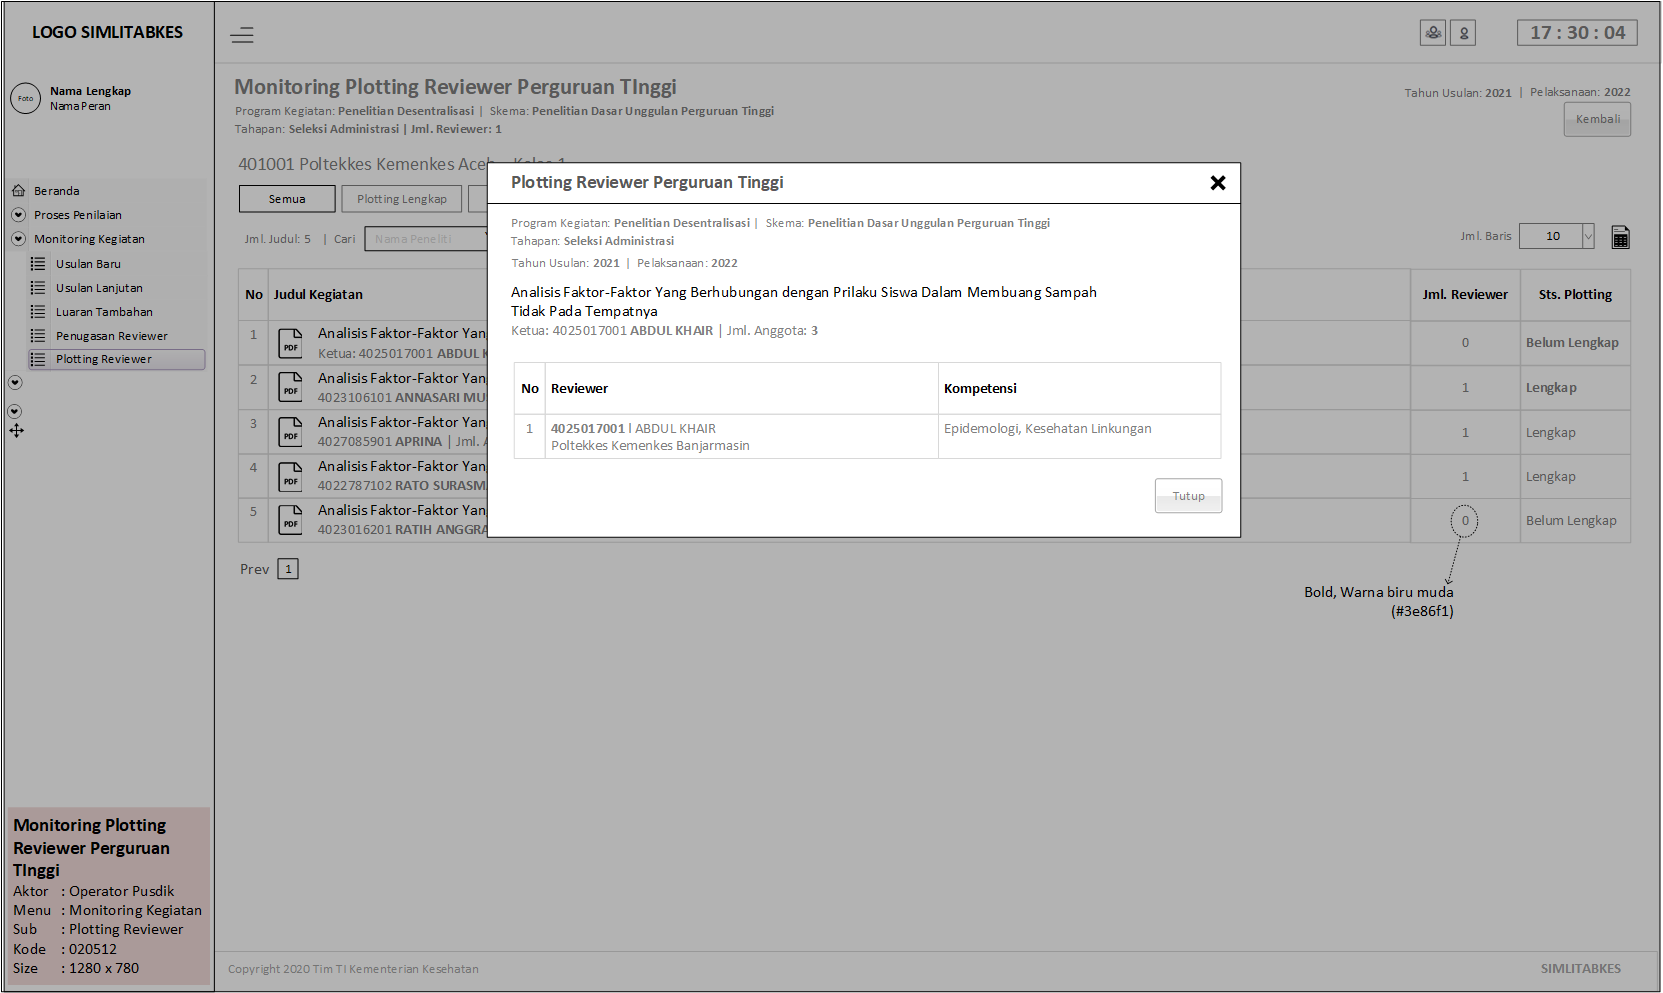 LOGO SIMLITABKES
17 : 30 : 04
Foto
Nama Lengkap
Nama Peran
Monitoring Plotting Reviewer Perguruan TInggi
Program Kegiatan: Penelitian Desentralisasi | Skema: Penelitian Dasar Unggulan Perguruan Tinggi
Tahapan: Seleksi Administrasi | Jml. Reviewer: 1
Tahun Usulan: 2021 | Pelaksanaan: 2022
Kembali
401001 Poltekkes Kemenkes Aceh
Semua
Plotting Lengkap
Jml. Judul: 5 | Cari
Nama Peneliti
Jml. Baris
10
Beranda
Proses Penilaian
Monitoring Kegiatan
Usulan Baru
Usulan Lanjutan
Luaran Tambahan
Penugasan Reviewer
Plotting Reviewer
No Judul Kegiatan Jml. Reviewer Sts. Plotting
1 PDF Analisis Faktor-Faktor Yan 0 Belum Lengkap
Ketua: 4025017001 ABDUL K
2 PDF Analisis Faktor-Faktor Yan 1 Lengkap
4023106101 ANNASARI MU
3 PDF Analisis Faktor-Faktor Yan 1 Lengkap
4027085901 APRINA | Jml. A
4 PDF Analisis Faktor-Faktor Yan 1 Lengkap
4022787102 RATO SURASM
5 PDF Analisis Faktor-Faktor Yan 0 Belum Lengkap
4023016201 RATIH ANGGRA
Prev 1
Bold, Warna biru muda
(#3e86f1)
Plotting Reviewer Perguruan Tinggi
Program Kegiatan: Penelitian Desentralisasi | Skema: Penelitian Dasar Unggulan Perguruan Tinggi
Tahapan: Seleksi Administrasi
Tahun Usulan: 2021 | Pelaksanaan: 2022
Analisis Faktor-Faktor Yang Berhubungan dengan Prilaku Siswa Dalam Membuang Sampah
Tidak Pada Tempatnya
Ketua: 4025017001 ABDUL KHAIR | Jml. Anggota: 3
No Reviewer Kompetensi
1 4025017001 l ABDUL KHAIR Epidemologi, Kesehatan Linkungan
Poltekkes Kemenkes Banjarmasin
Tutup
Monitoring Plotting
Reviewer Perguruan
TInggi
Aktor : Operator Pusdik
Menu : Monitoring Kegiatan
Sub : Plotting Reviewer
Kode : 020512
Size : 1280 x 780
Copyright 2020 Tim TI Kementerian Kesehatan
SIMLITABKES